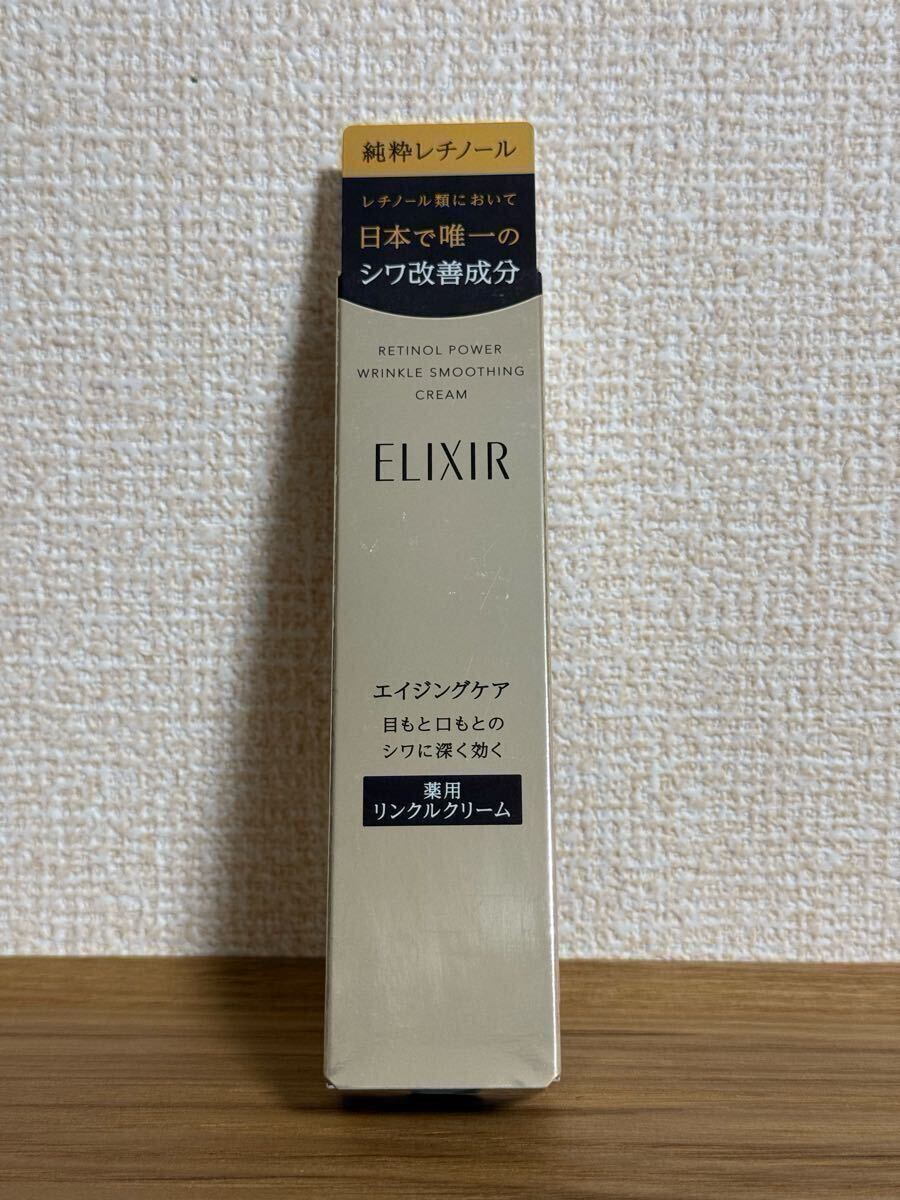 純粋レチノール
レチノール類において
日本で唯一の
シワ改善成分
RETINOL POWER
WRINKLE SMOOTHING
CREAM
ELIXIR
エイジングケア
目もと口もとの
シワに深く効く
薬用
リンクルクリーム